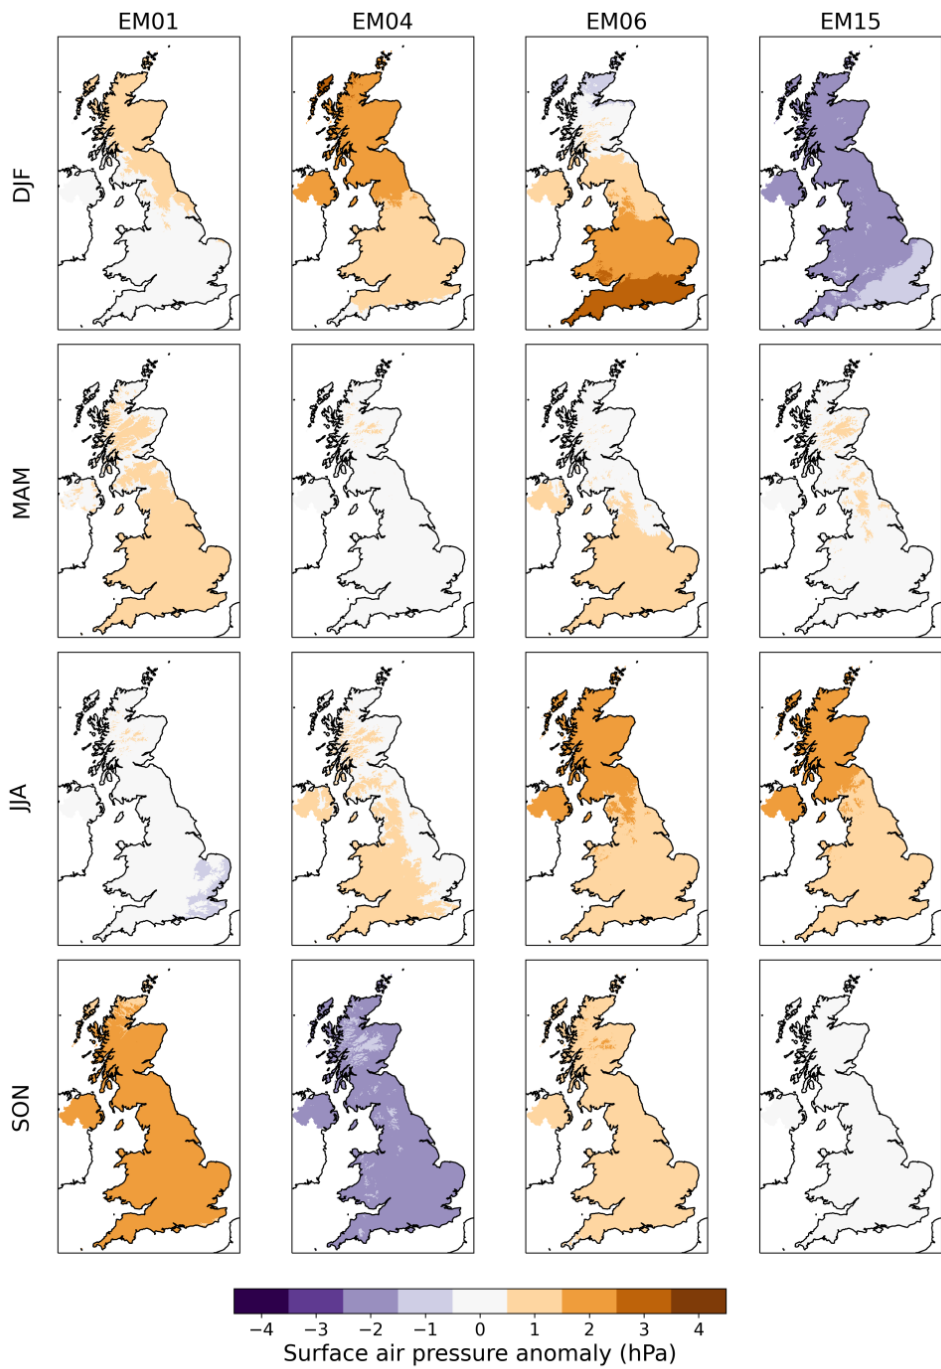 EM01 EM04 EM06 EM15
DJF
MAM
JJA
SON
−4 −3 −2 −1 0 1 2 3 4
Surface air pressure anomaly (hPa)